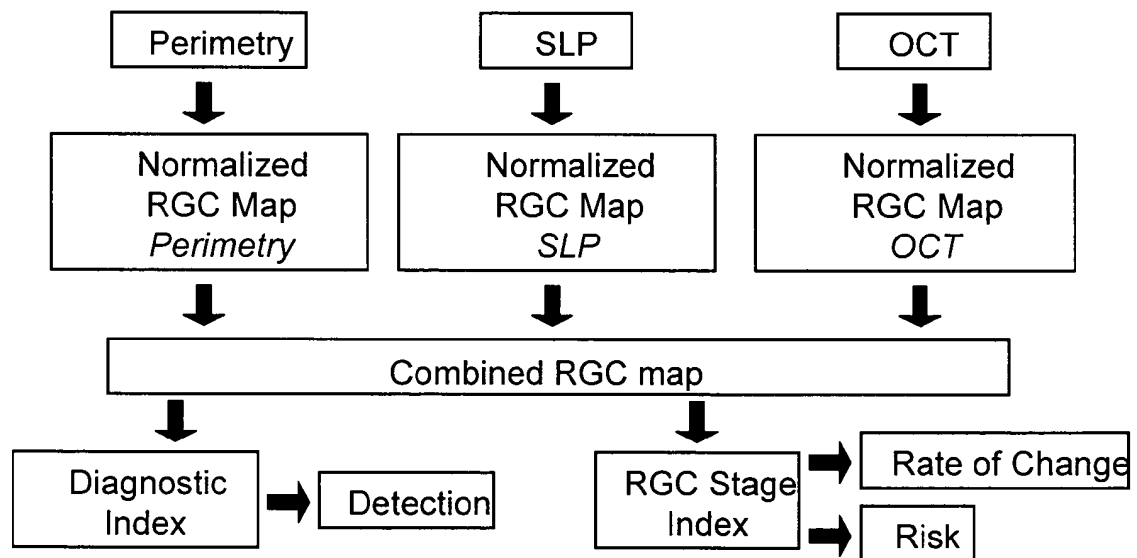 Perimetry
SLP
OCT
Normalized
RGC Map
Perimetry
Normalized
RGC Map
SLP
Normalized
RGC Map
OCT
Combined RGC map
Diagnostic
Index
Detection
RGC Stage
Index
Rate of Change
Risk